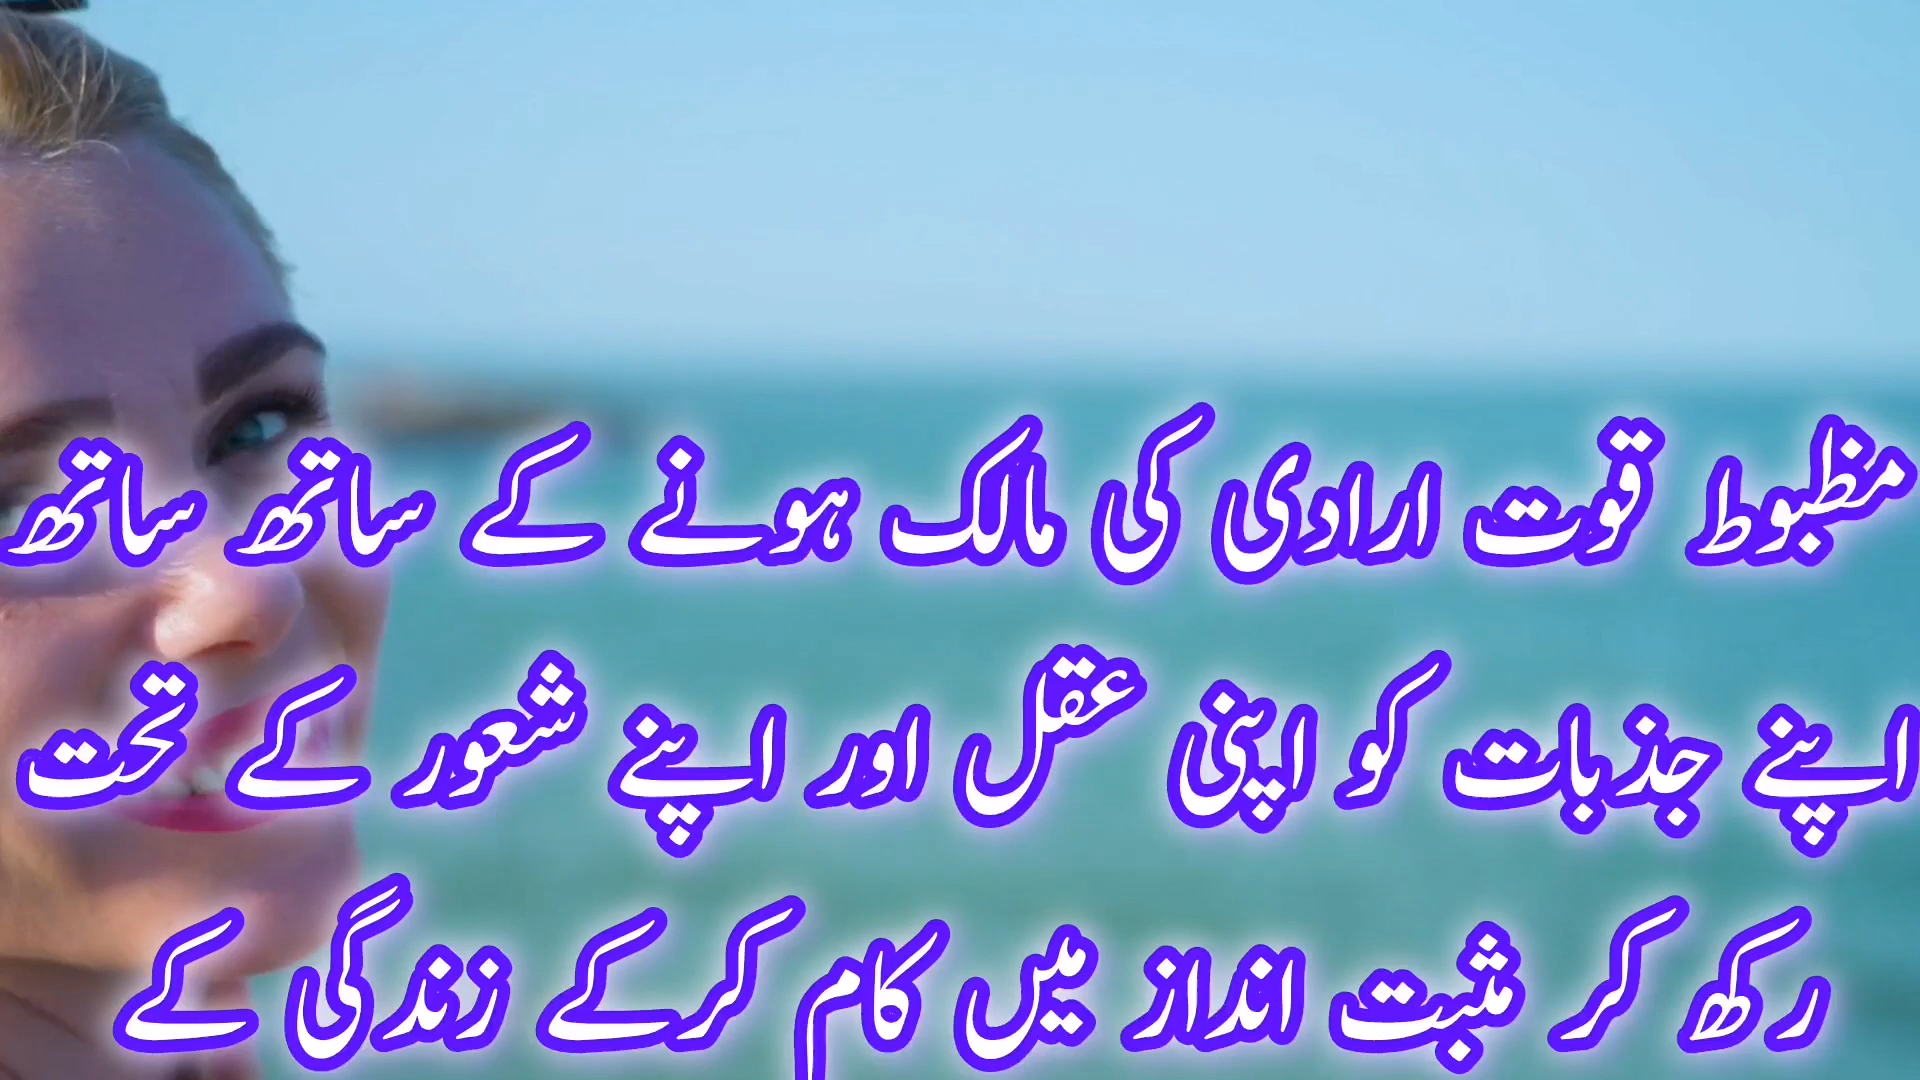 مظبوط قوت ارادی کی مالک ہونے کے ساتھ ساتھ
اپنے جذبات کو اپنی عقل اور اپنے شعور کے تحت
رکھ کر مثبت انداز میں کام کرکے زندگی کے